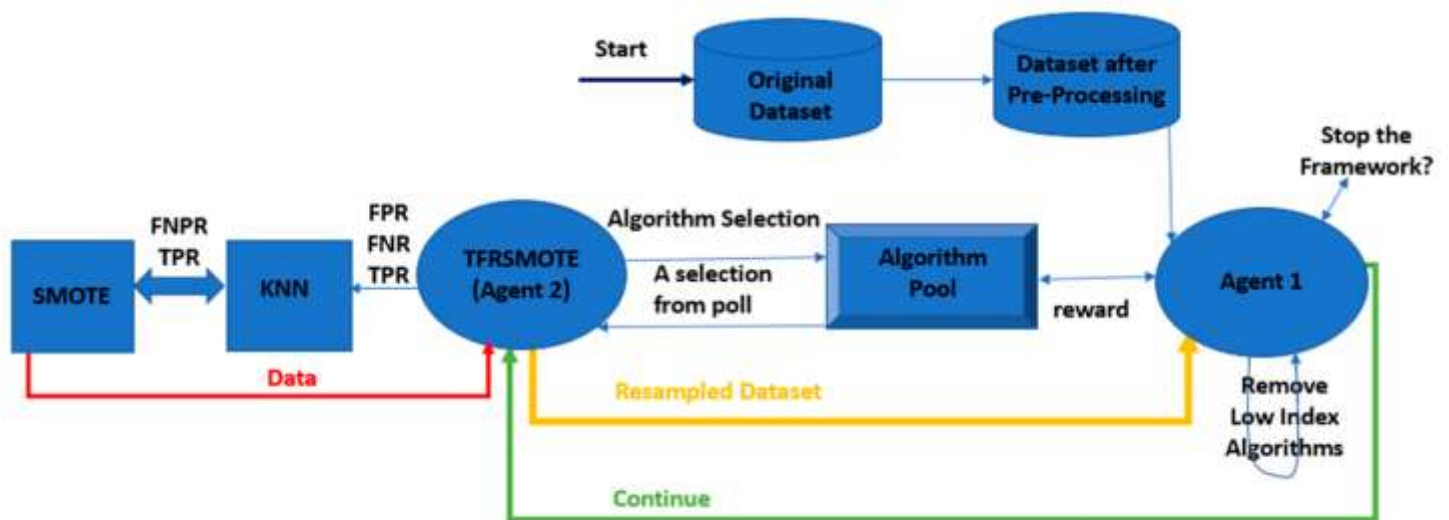 Start
Original
Dataset
Dataset after
Pre-Processing
Stop the
Framework?
FNPR
TPR
FPR
FNR
TPR
SMOTE
KNN
TFRSMOTE
(Agent 2)
Algorithm Selection
A selection
from poll
Algorithm
Pool
reward
Agent 1
Data
Resampled Dataset
Remove
Low Index
Algorithms
Continue